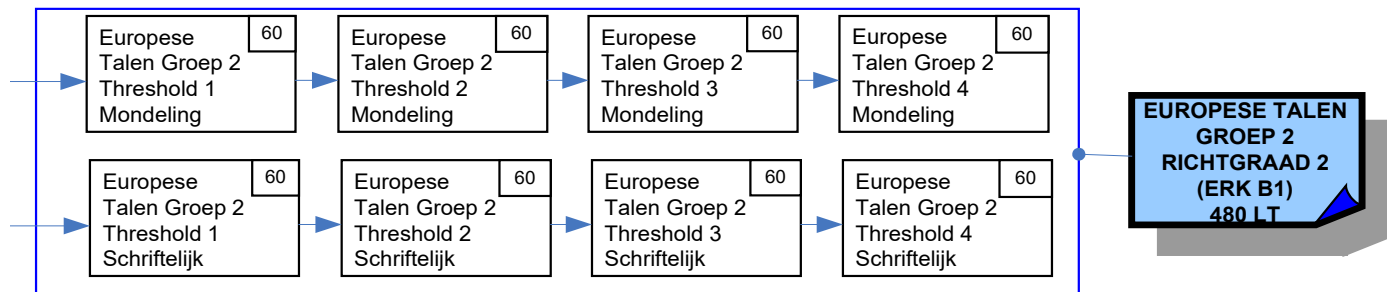 Europese
Talen Groep 2
Threshold 1
Mondeling
60
Europese
Talen Groep 2
Threshold 2
Mondeling
60
Europese
Talen Groep 2
Threshold 3
Mondeling
60
Europese
Talen Groep 2
Threshold 4
Mondeling
60
Europese
Talen Groep 2
Threshold 1
Schriftelijk
60
Europese
Talen Groep 2
Threshold 2
Schriftelijk
60
Europese
Talen Groep 2
Threshold 3
Schriftelijk
60
Europese
Talen Groep 2
Threshold 4
Schriftelijk
60
EUROPESE TALEN
GROEP 2
RICHTGRAAD 2
(ERK B1)
480 LT